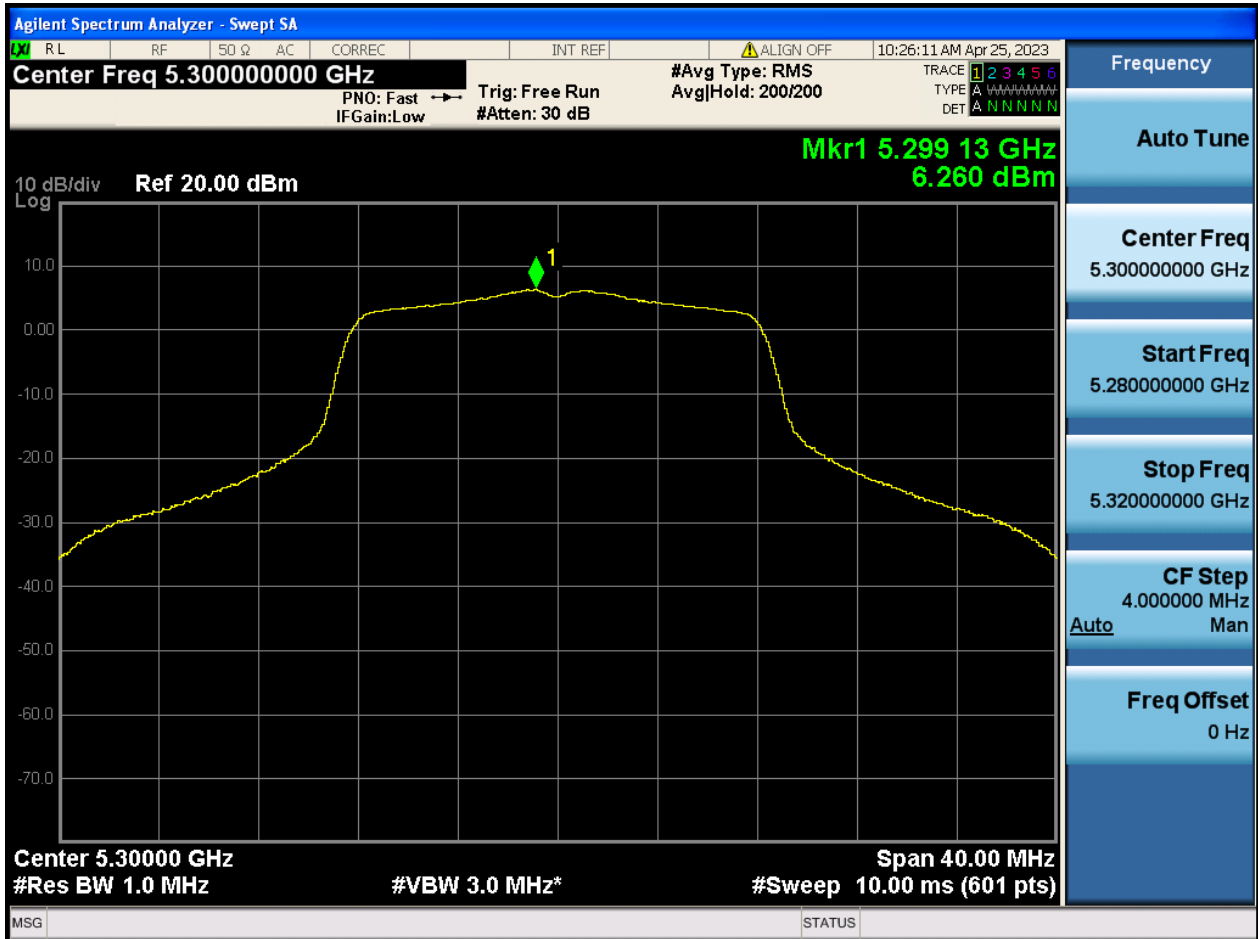 Agilent Spectrum Analyzer - Swept SA
LXI RL RF 50 Ω AC CORREC INT REF ALIGN OFF 10:26:11 AM Apr 25, 2023
Center Freq 5.300000000 GHz
PNO: Fast
IFGain:Low
Trig: Free Run
#Atten: 30 dB
#Avg Type: RMS
Avg|Hold: 200/200
TRACE 1 2 3 4 5 6
TYPE A WWWWWW
DET A N N N N N
Mkr1 5.299 13 GHz
6.260 dBm
10 dB/div Ref 20.00 dBm
Log
1
10.0
0.00
-10.0
-20.0
-30.0
-40.0
-50.0
-60.0
-70.0
Center 5.30000 GHz Span 40.00 MHz
#Res BW 1.0 MHz #VBW 3.0 MHz* #Sweep 10.00 ms (601 pts)
MSG STATUS
Frequency
Auto Tune
Center Freq
5.300000000 GHz
Start Freq
5.280000000 GHz
Stop Freq
5.320000000 GHz
CF Step
4.000000 MHz
Auto Man
Freq Offset
0 Hz